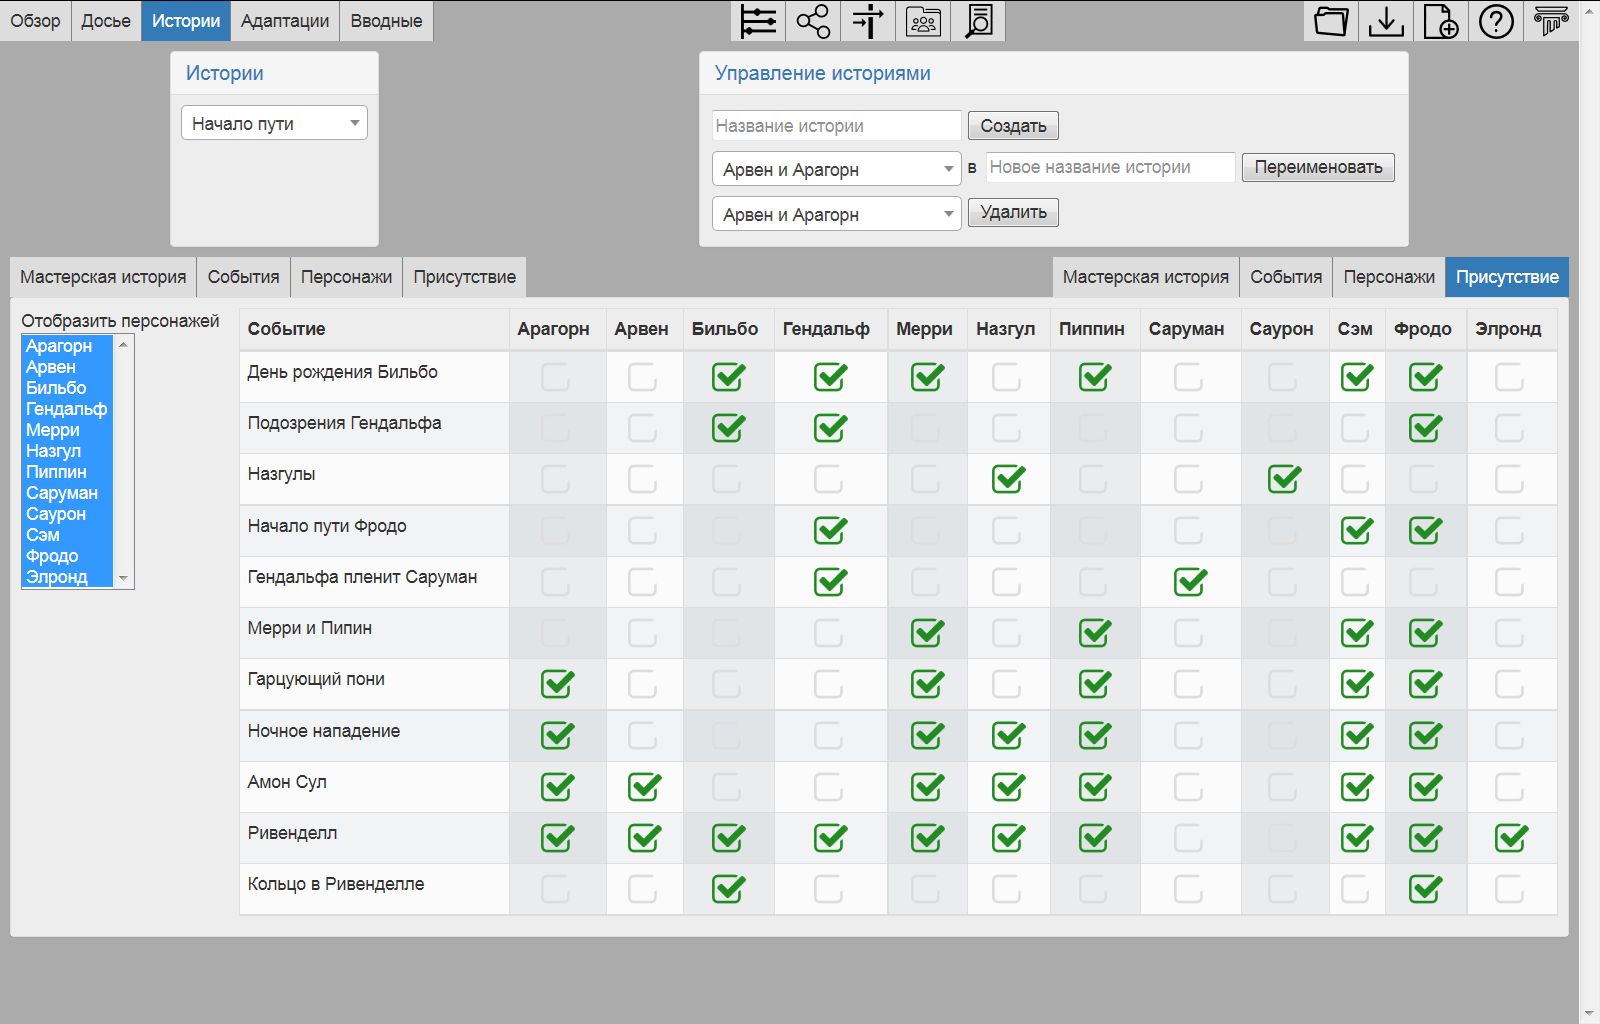 Обзор Досье Истории Адаптации Вводные
Истории
Начало пути
Управление историями
Название истории Создать
Арвен и Арагорн в Новое название истории Переименовать
Арвен и Арагорн Удалить
Мастерская история События Персонажи Присутствие
Мастерская история События Персонажи Присутствие
Отобразить персонажей
Арагорн
Арвен
Бильбо
Гендальф
Мерри
Назгул
Пиппин
Саруман
Саурон
Сэм
Фродо
Элронд
Событие Арагорн Арвен Бильбо Гендальф Мерри Назгул Пиппин Саруман Саурон Сэм Фродо Элронд
День рождения Бильбо
Подозрения Гендальфа
Назгулы
Начало пути Фродо
Гендальфа пленит Саруман
Мерри и Пипин
Гарцующий пони
Ночное нападение
Амон Сул
Ривенделл
Кольцо в Ривенделле